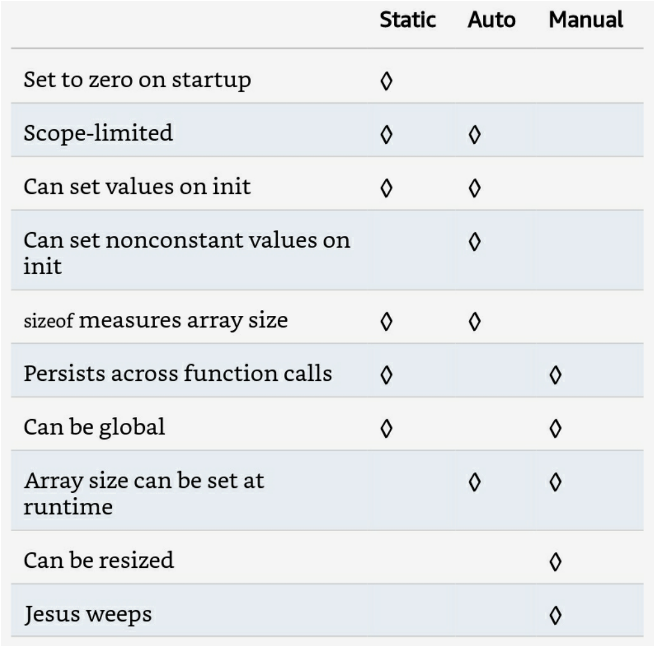 Static Auto Manual
Set to zero on startup ◊
Scope-limited ◊ ◊
Can set values on init ◊ ◊
Can set nonconstant values on ◊
init
sizeof measures array size ◊ ◊
Persists across function calls ◊ ◊
Can be global ◊ ◊
Array size can be set at ◊ ◊
runtime
Can be resized ◊
Jesus weeps ◊